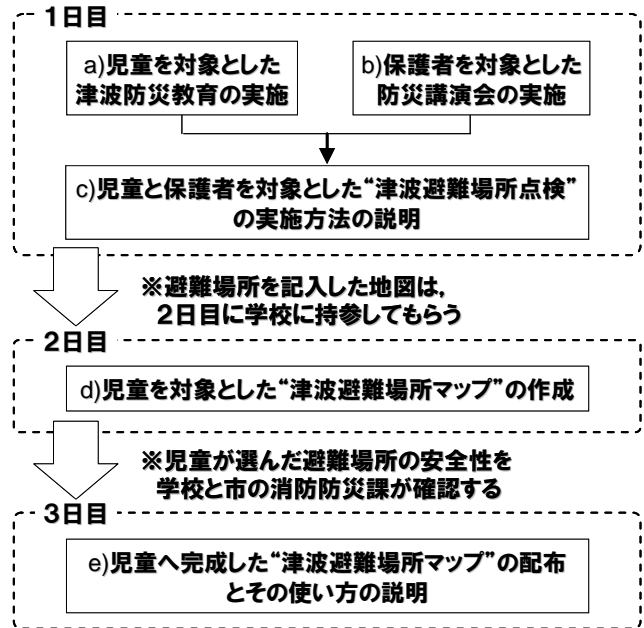 1日目
a)児童を対象とした
津波防災教育の実施
b)保護者を対象とした
防災講演会の実施
c)児童と保護者を対象とした“津波避難場所点検”
の実施方法の説明
※避難場所を記入した地図は,
2日目に学校に持参してもらう
2日目
d)児童を対象とした“津波避難場所マップ”の作成
※児童が選んだ避難場所の安全性を
学校と市の消防防災課が確認する
3日目
e)児童へ完成した“津波避難場所マップ”の配布
とその使い方の説明